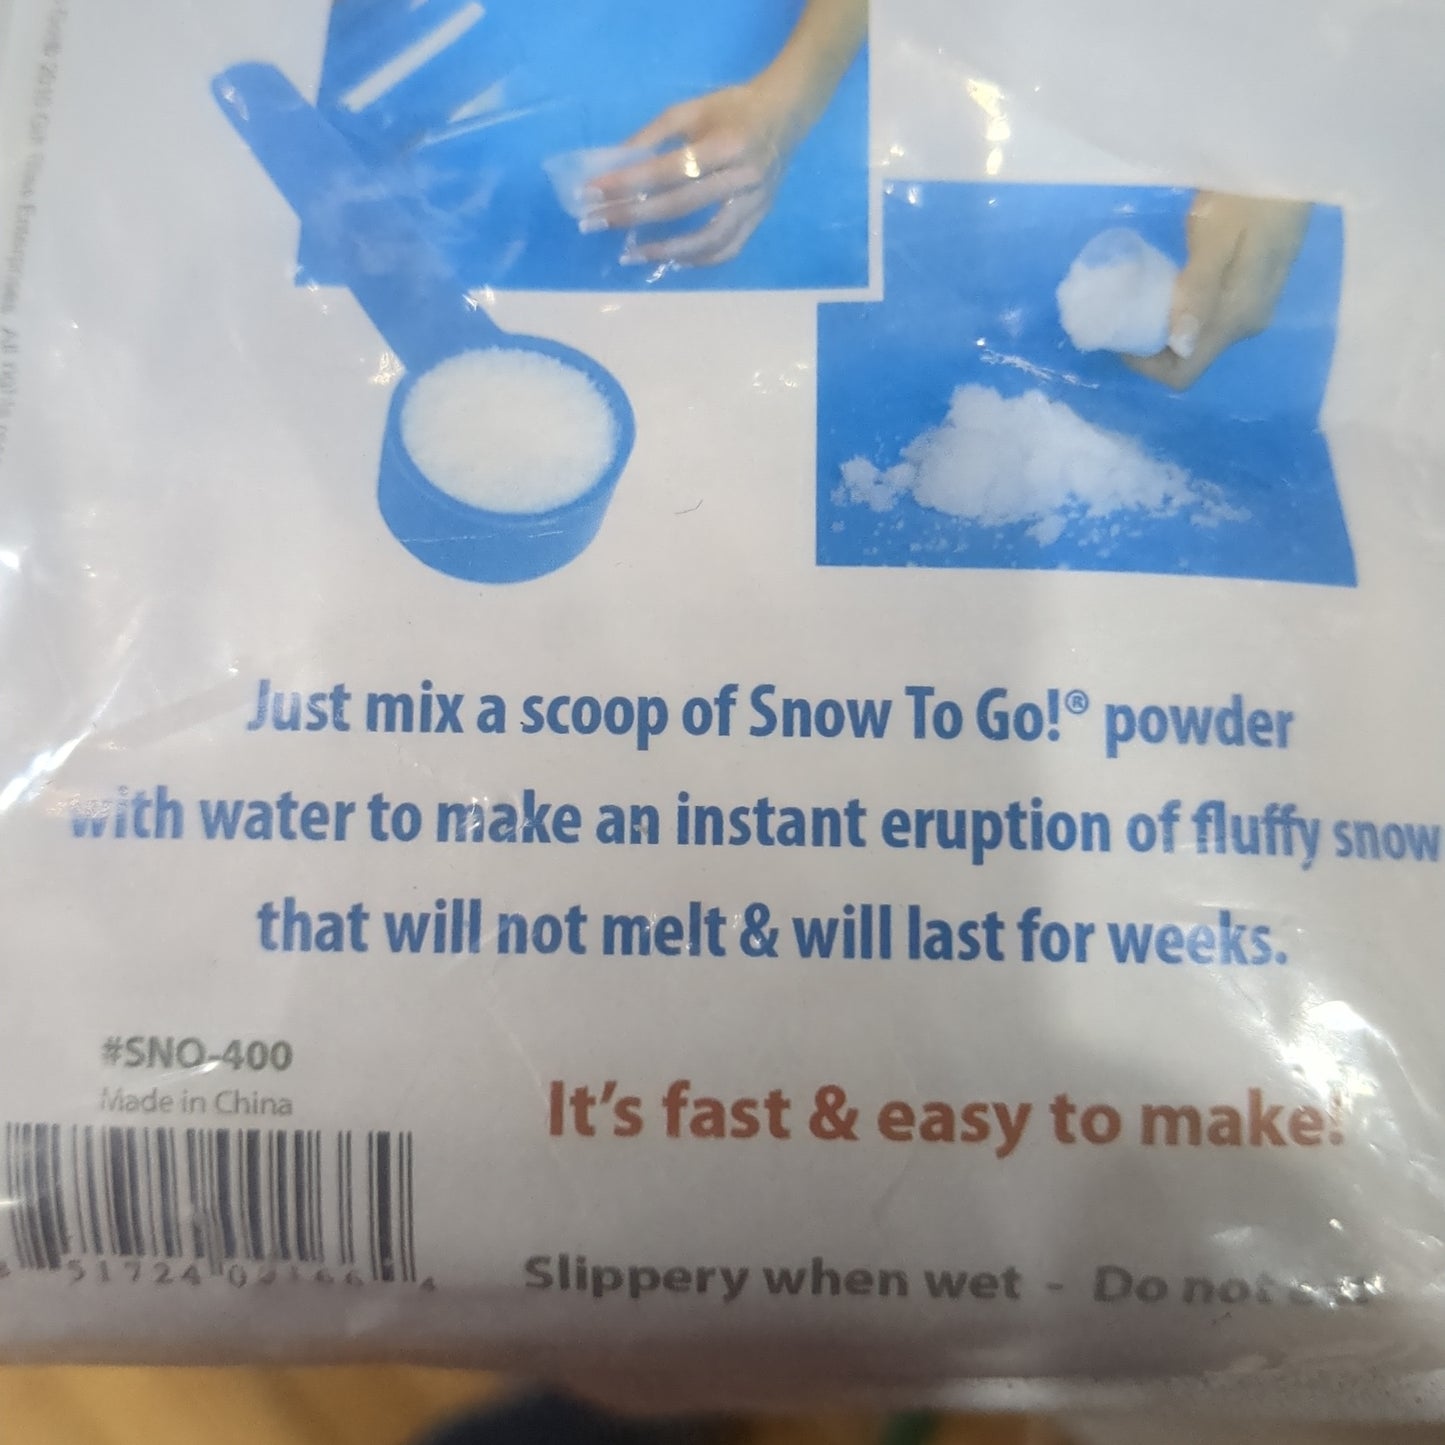 Just mix a scoop of Snow To Go!® powder
with water to make an instant eruption of fluffy snow
that will not melt & will last for weeks.
#SNO-400
Made in China
It's fast & easy to make!
51724
4
Slippery when wet - Do not